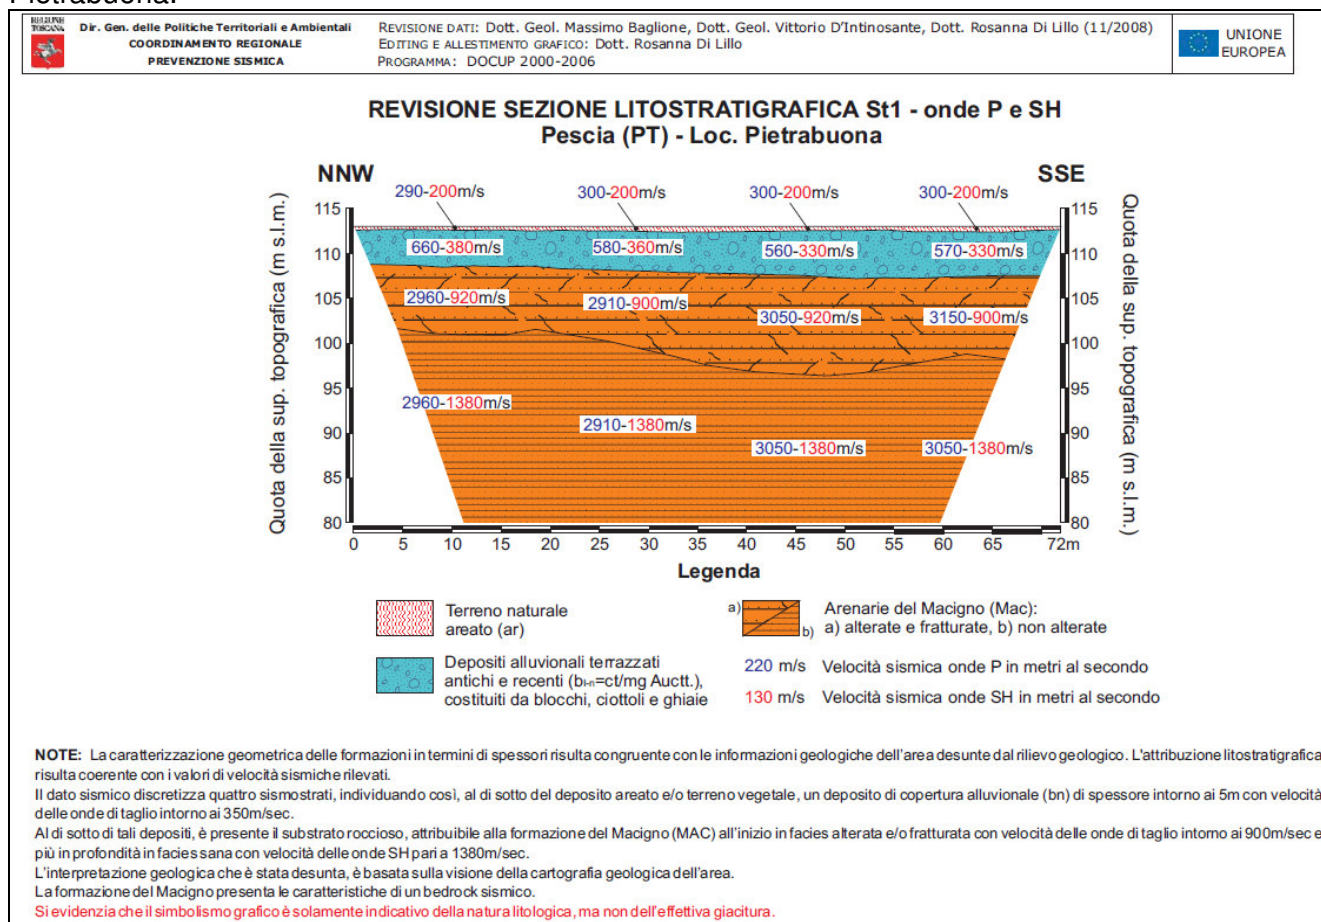 Pietrabuona.
REGIONE
TOSCANA
Dir. Gen. delle Politiche Territoriali e Ambientali
COORDINAMENTO REGIONALE
PREVENZIONE SISMICA
REVISIONE DATI: Dott. Geol. Massimo Baglione, Dott. Geol. Vittorio D'Intinosante, Dott. Rosanna Di Lillo (11/2008)
EDITING E ALLESTIMENTO GRAFICO: Dott. Rosanna Di Lillo
PROGRAMMA: DOCUP 2000-2006
UNIONE
EUROPEA
REVISIONE SEZIONE LITOSTRATIGRAFICA St1 - onde P e SH
Pescia (PT) - Loc. Pietrabuona
NNW
SSE
290-200m/s 300-200m/s 300-200m/s 300-200m/s
Quota della sup. topografica (m s.l.m.)
115
110
105
100
95
90
85
80
660-380m/s 580-360m/s 560-330m/s 570-330m/s
2960-920m/s 2910-900m/s 3050-920m/s 3150-900m/s
2960-1380m/s 2910-1380m/s 3050-1380m/s 3050-1380m/s
115
110
105
100
95
90
85
80
Quota della sup. topografica (m s.l.m.)
0 5 10 15 20 25 30 35 40 45 50 55 60 65 72m
Legenda
Terreno naturale
areato (ar)
Depositi alluvionali terrazzati
antichi e recenti (bI-n=ct/mg Auctt.),
costituiti da blocchi, ciottoli e ghiaie
a)
b)
Arenarie del Macigno (Mac):
a) alterate e fratturate, b) non alterate
220 m/s Velocità sismica onde P in metri al secondo
130 m/s Velocità sismica onde SH in metri al secondo
NOTE: La caratterizzazione geometrica delle formazioni in termini di spessori risulta congruente con le informazioni geologiche dell'area desunte dal rilievo geologico. L'attribuzione litostratigrafica
risulta coerente con i valori di velocità sismiche rilevati.
Il dato sismico discretizza quattro sismostrati, individuando così, al di sotto del deposito areato e/o terreno vegetale, un deposito di copertura alluvionale (bn) di spessore intorno ai 5m con velocità
delle onde di taglio intorno ai 350m/sec.
Al di sotto di tali depositi, è presente il substrato roccioso, attribuibile alla formazione del Macigno (MAC) all'inizio in facies alterata e/o fratturata con velocità delle onde di taglio intorno ai 900m/sec e
più in profondità in facies sana con velocità delle onde SH pari a 1380m/sec.
L'interpretazione geologica che è stata desunta, è basata sulla visione della cartografia geologica dell'area.
La formazione del Macigno presenta le caratteristiche di un bedrock sismico.
Si evidenzia che il simbolismo grafico è solamente indicativo della natura litologica, ma non dell'effettiva giacitura.